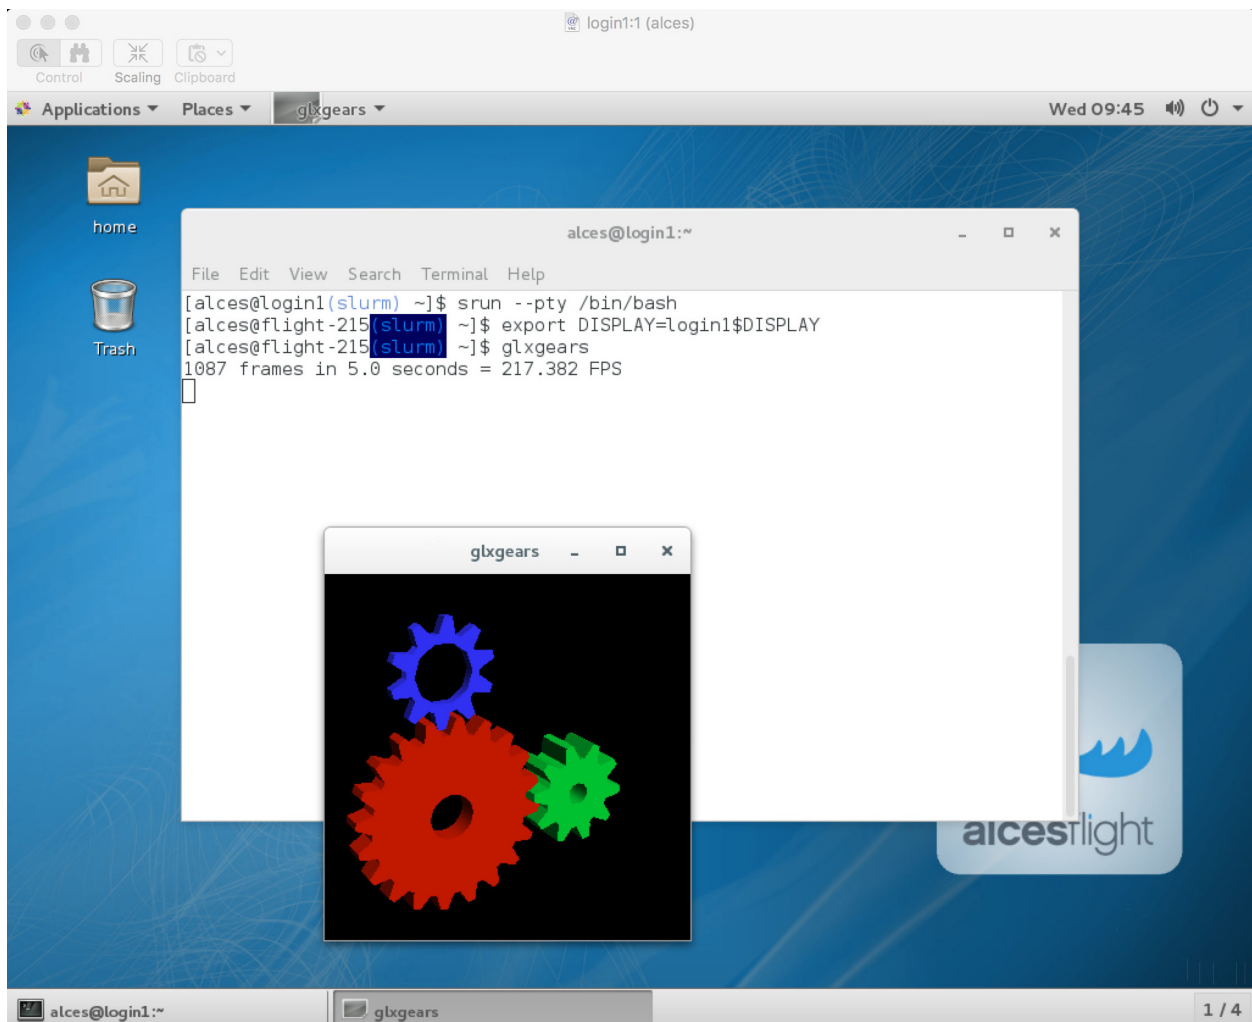 login1:1 (alces)
Control Scaling Clipboard
Applications Places glxgears Wed 09:45
home
Trash
alces@login1:~
File Edit View Search Terminal Help
[alces@login1(slurm) ~]$ srun --pty /bin/bash
[alces@flight-215(slurm) ~]$ export DISPLAY=login1$DISPLAY
[alces@flight-215(slurm) ~]$ glxgears
1087 frames in 5.0 seconds = 217.382 FPS
glxgears
alcesflight
alces@login1:~ glxgears 1 / 4